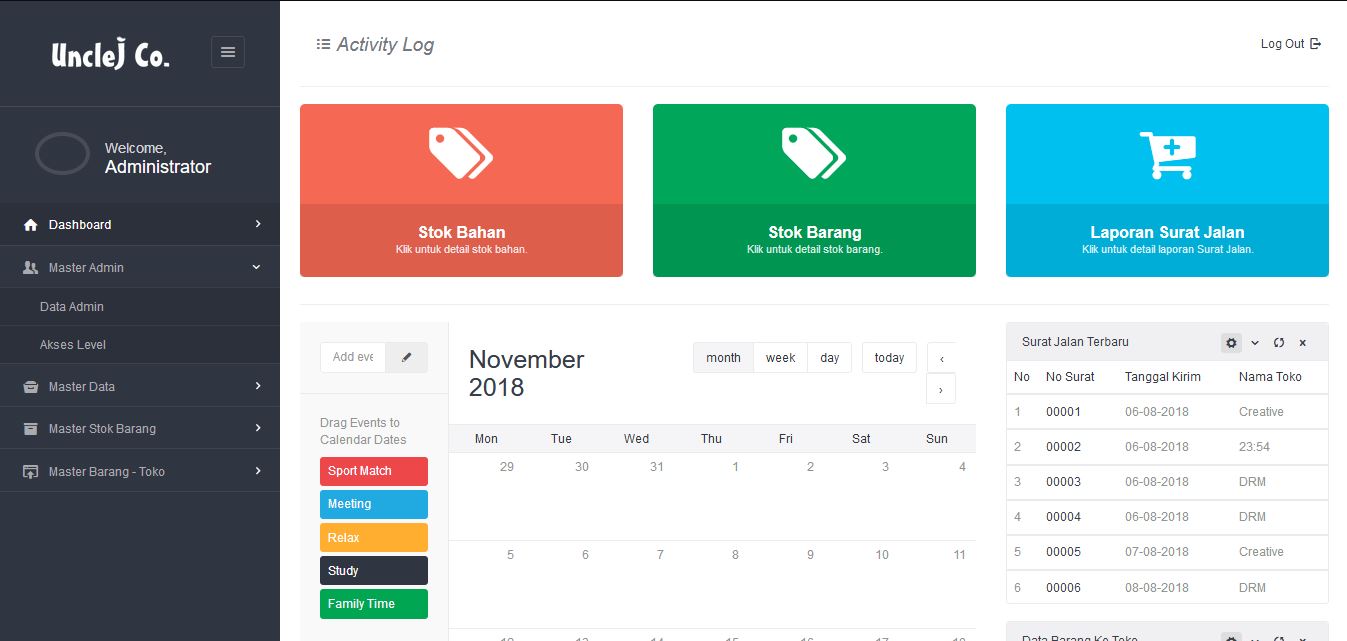 UncleJ Co.
Welcome,
Administrator
Dashboard
Master Admin
Data Admin
Akses Level
Master Data
Master Stok Barang
Master Barang - Toko
Activity Log
Log Out
Stok Bahan
Klik untuk detail stok bahan.
Stok Barang
Klik untuk detail stok barang.
Laporan Surat Jalan
Klik untuk detail laporan Surat Jalan.
Add eve
Drag Events to
Calendar Dates
Sport Match
Meeting
Relax
Study
Family Time
November
2018
month week day today ‹
›
Mon Tue Wed Thu Fri Sat Sun
29 30 31 1 2 3 4
5 6 7 8 9 10 11
12 13 14 15 16 17 18
Surat Jalan Terbaru
No No Surat Tanggal Kirim Nama Toko
1 00001 06-08-2018 Creative
2 00002 06-08-2018 23:54
3 00003 06-08-2018 DRM
4 00004 06-08-2018 DRM
5 00005 07-08-2018 Creative
6 00006 08-08-2018 DRM
Data Barang Ke Toko